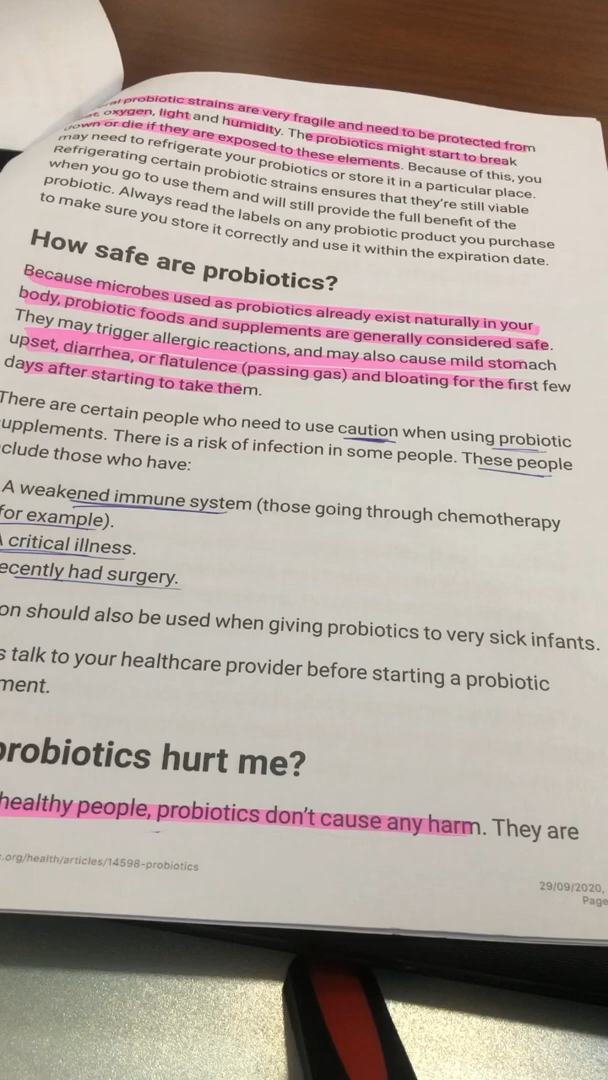 probiotic strains are very fragile and need to be protected from
oxygen, light and humidity. The probiotics might start to break
down or die if they are exposed to these elements. Because of this, you
may need to refrigerate your probiotics or store it in a particular place.
Refrigerating certain probiotic strains ensures that they're still viable
when you go to use them and will still provide the full benefit of the
probiotic. Always read the labels on any probiotic product you purchase
to make sure you store it correctly and use it within the expiration date.
How safe are probiotics?
Because microbes used as probiotics already exist naturally in your
body, probiotic foods and supplements are generally considered safe.
They may trigger allergic reactions, and may also cause mild stomach
upset, diarrhea, or flatulence (passing gas) and bloating for the first few
days after starting to take them.
There are certain people who need to use caution when using probiotic
upplements. There is a risk of infection in some people. These people
clude those who have:
A weakened immune system (those going through chemotherapy
for example).
critical illness.
ecently had surgery.
on should also be used when giving probiotics to very sick infants.
s talk to your healthcare provider before starting a probiotic
ment.
probiotics hurt me?
healthy people, probiotics don't cause any harm. They are
.org/health/articles/14598-probiotics
29/09/2020,
Page